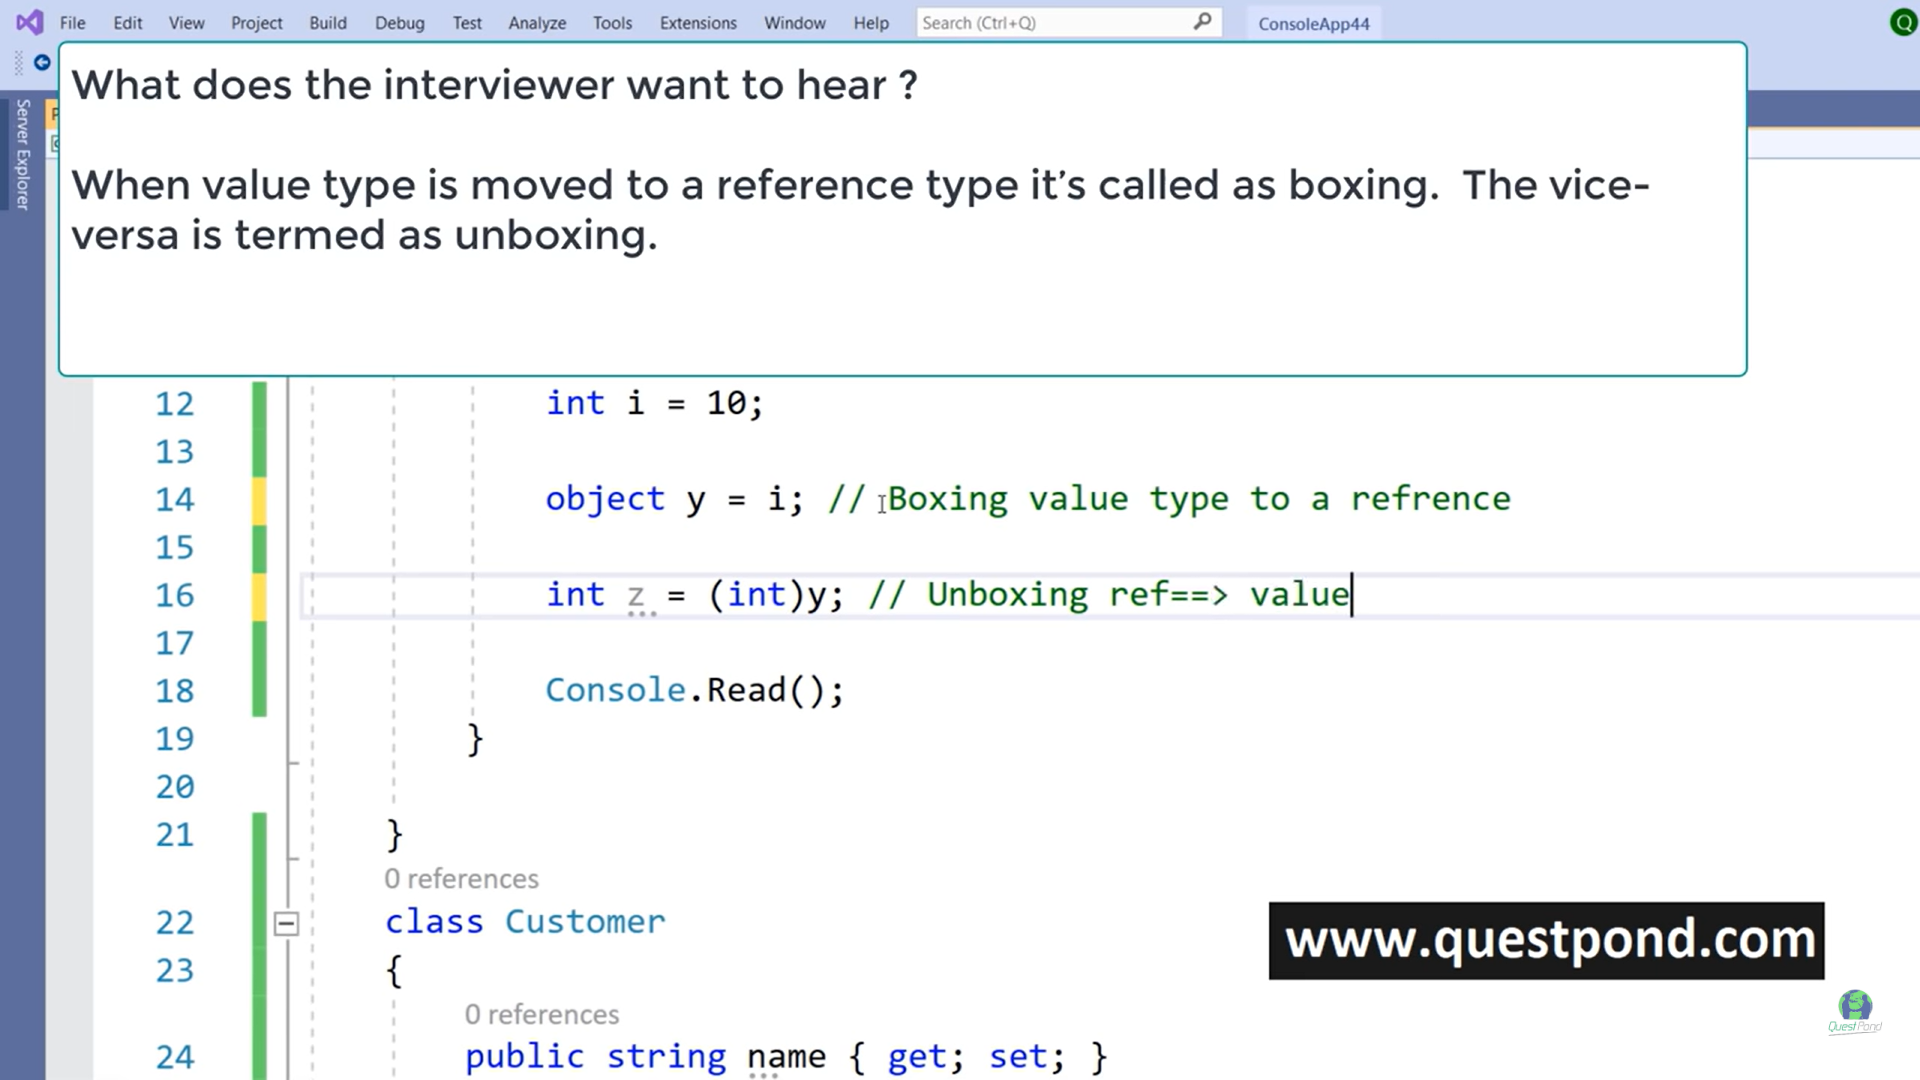 File Edit View Project Build Debug Test Analyze Tools Extensions Window Help Search (Ctrl+Q) ConsoleApp44 Q
Server Explorer
What does the interviewer want to hear ?
When value type is moved to a reference type it’s called as boxing. The vice-
versa is termed as unboxing.
12 int i = 10;
13
14 object y = i; // Boxing value type to a refrence
15
16 int z = (int)y; // Unboxing ref==> value
17
18 Console.Read();
19 }
20
21 }
0 references
22 class Customer
23 {
0 references
24 public string name { get; set; }
www.questpond.com
QuestPond